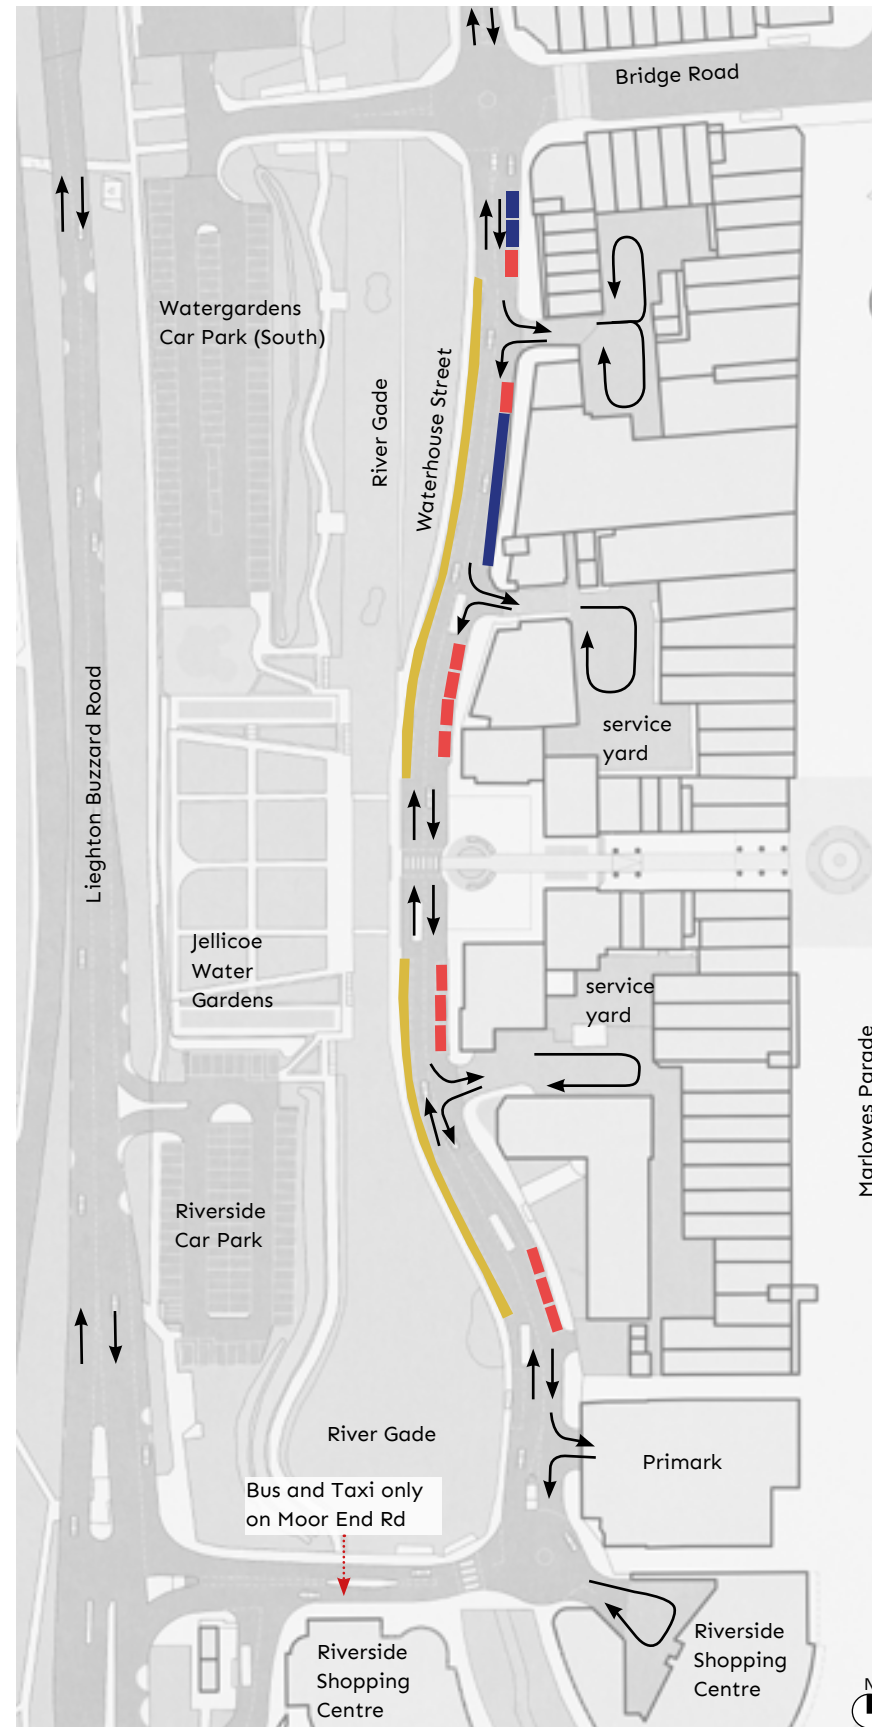 Bridge Road
Watergardens
Car Park (South)
River Gade
Waterhouse Street
Lieghton Buzzard Road
service
yard
Jellicoe
Water
Gardens
service
yard
Marlowes Parade
Riverside
Car Park
River Gade
Primark
Bus and Taxi only
on Moor End Rd
Riverside
Shopping
Centre
Riverside
Shopping
Centre
N